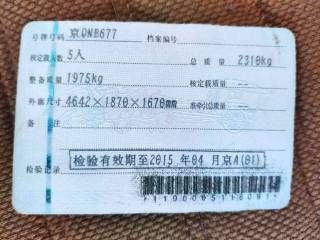 号牌号码 京QNB677 档案编号
核定载人数 5人 总质量 2310kg
整备质量 1975kg 核定载质量 --
外廓尺寸 4642×1870×1670mm 准牵引总质量 --
备注
检验记录 检验有效期至2015年04月京A(01)